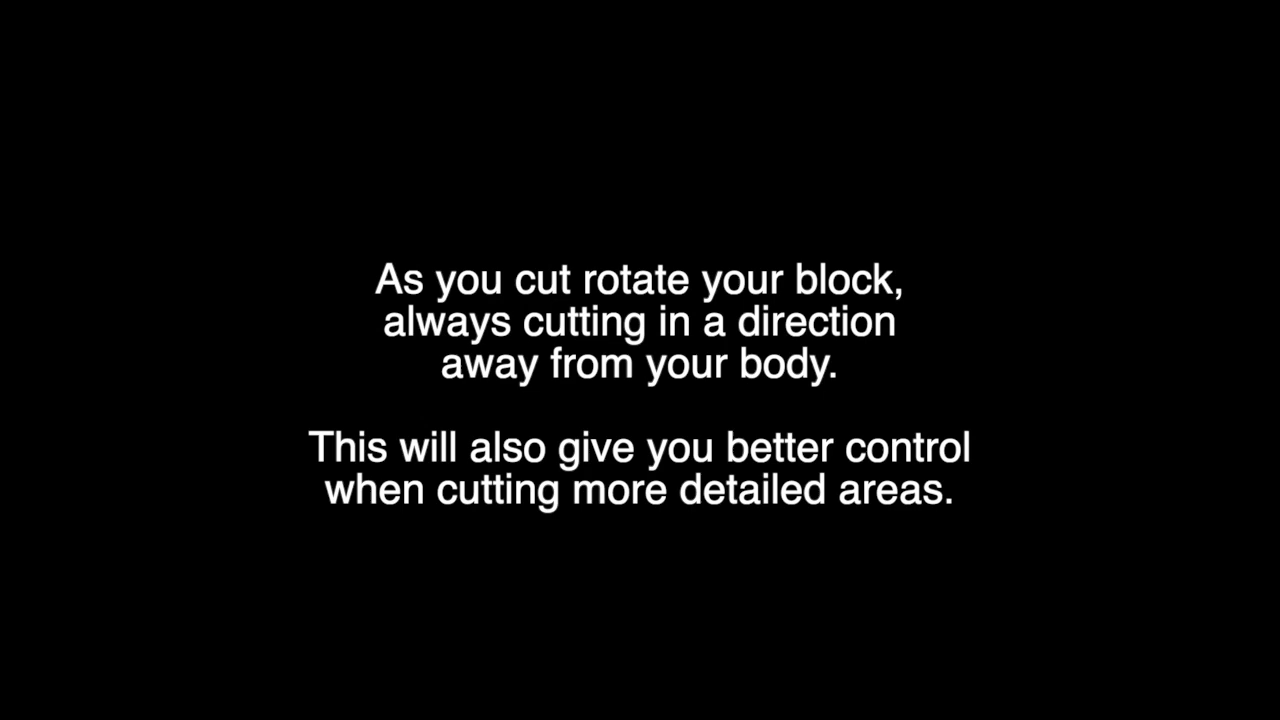 As you cut rotate your block,
always cutting in a direction
away from your body.
This will also give you better control
when cutting more detailed areas.